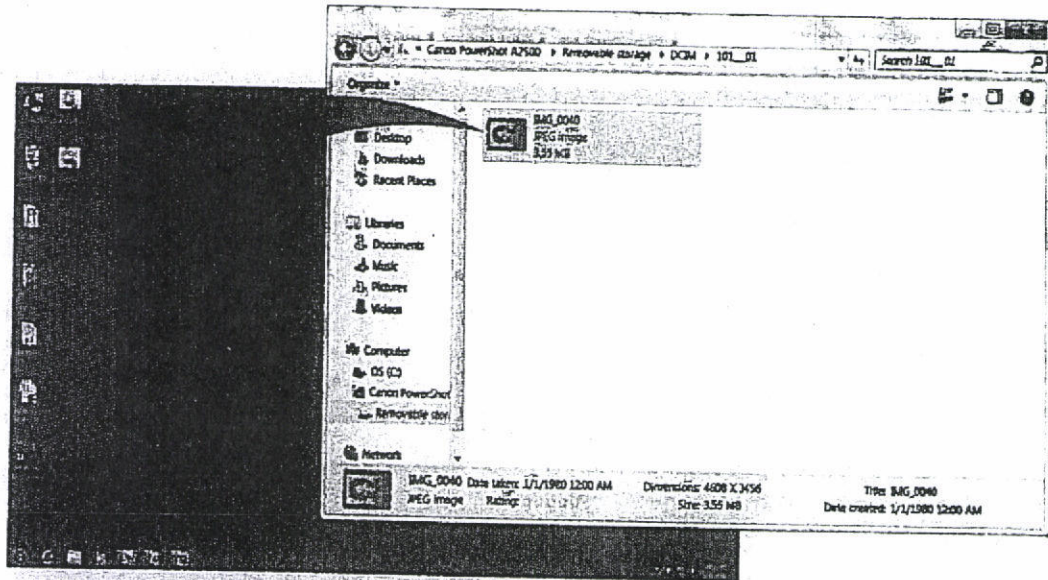 « Canon PowerShot A2500 ▸ Removable storage ▸ DCIM ▸ 101__01
Search 101__01
Organize
IMG_0040
JPEG image
3.55 MB
Desktop
Downloads
Recent Places
Libraries
Documents
Music
Pictures
Videos
Computer
OS (C:)
Canon PowerShot
Removable stor
Network
IMG_0040 Date taken: 1/1/1980 12:00 AM Dimensions: 4608 X 3456 Title: IMG_0040
JPEG image Rating: Size: 3.55 MB Date created: 1/1/1980 12:00 AM